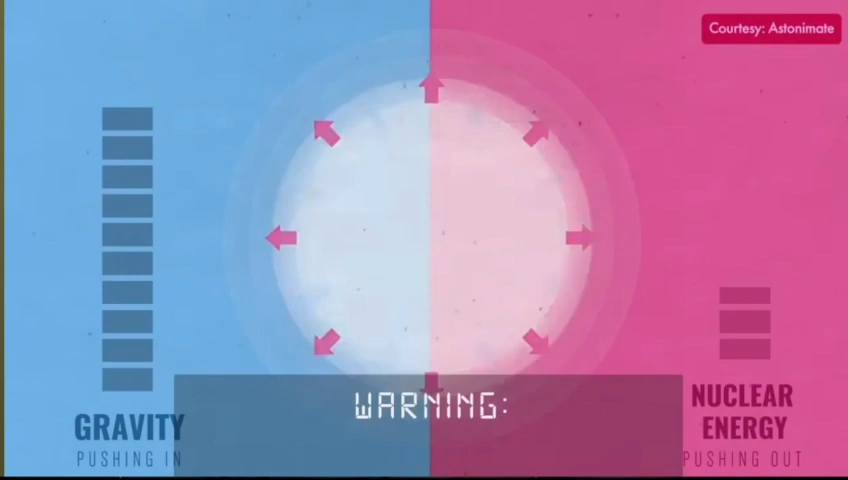 Courtesy: Astonimate
GRAVITY
PUSHING IN
NUCLEAR
ENERGY
PUSHING OUT
WARNING: